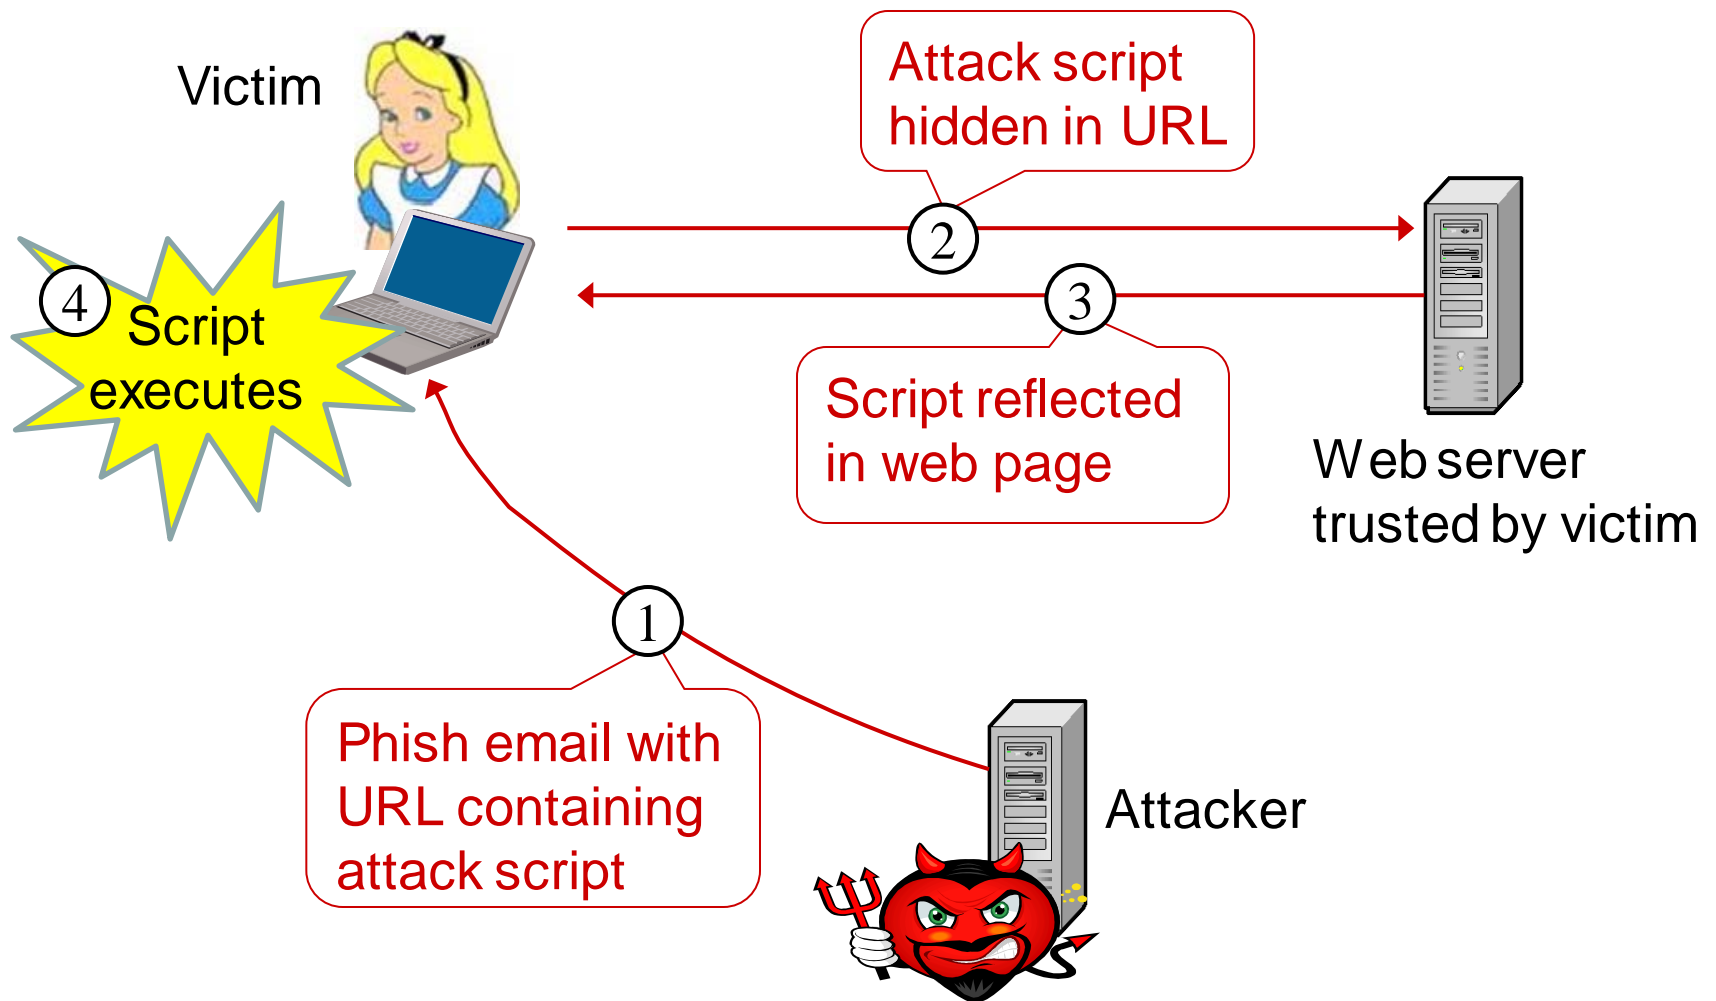 Victim
Attack script
hidden in URL
2
3
4
Script
executes
Script reflected
in web page
Web server
trusted by victim
1
Phish email with
URL containing
attack script
Attacker